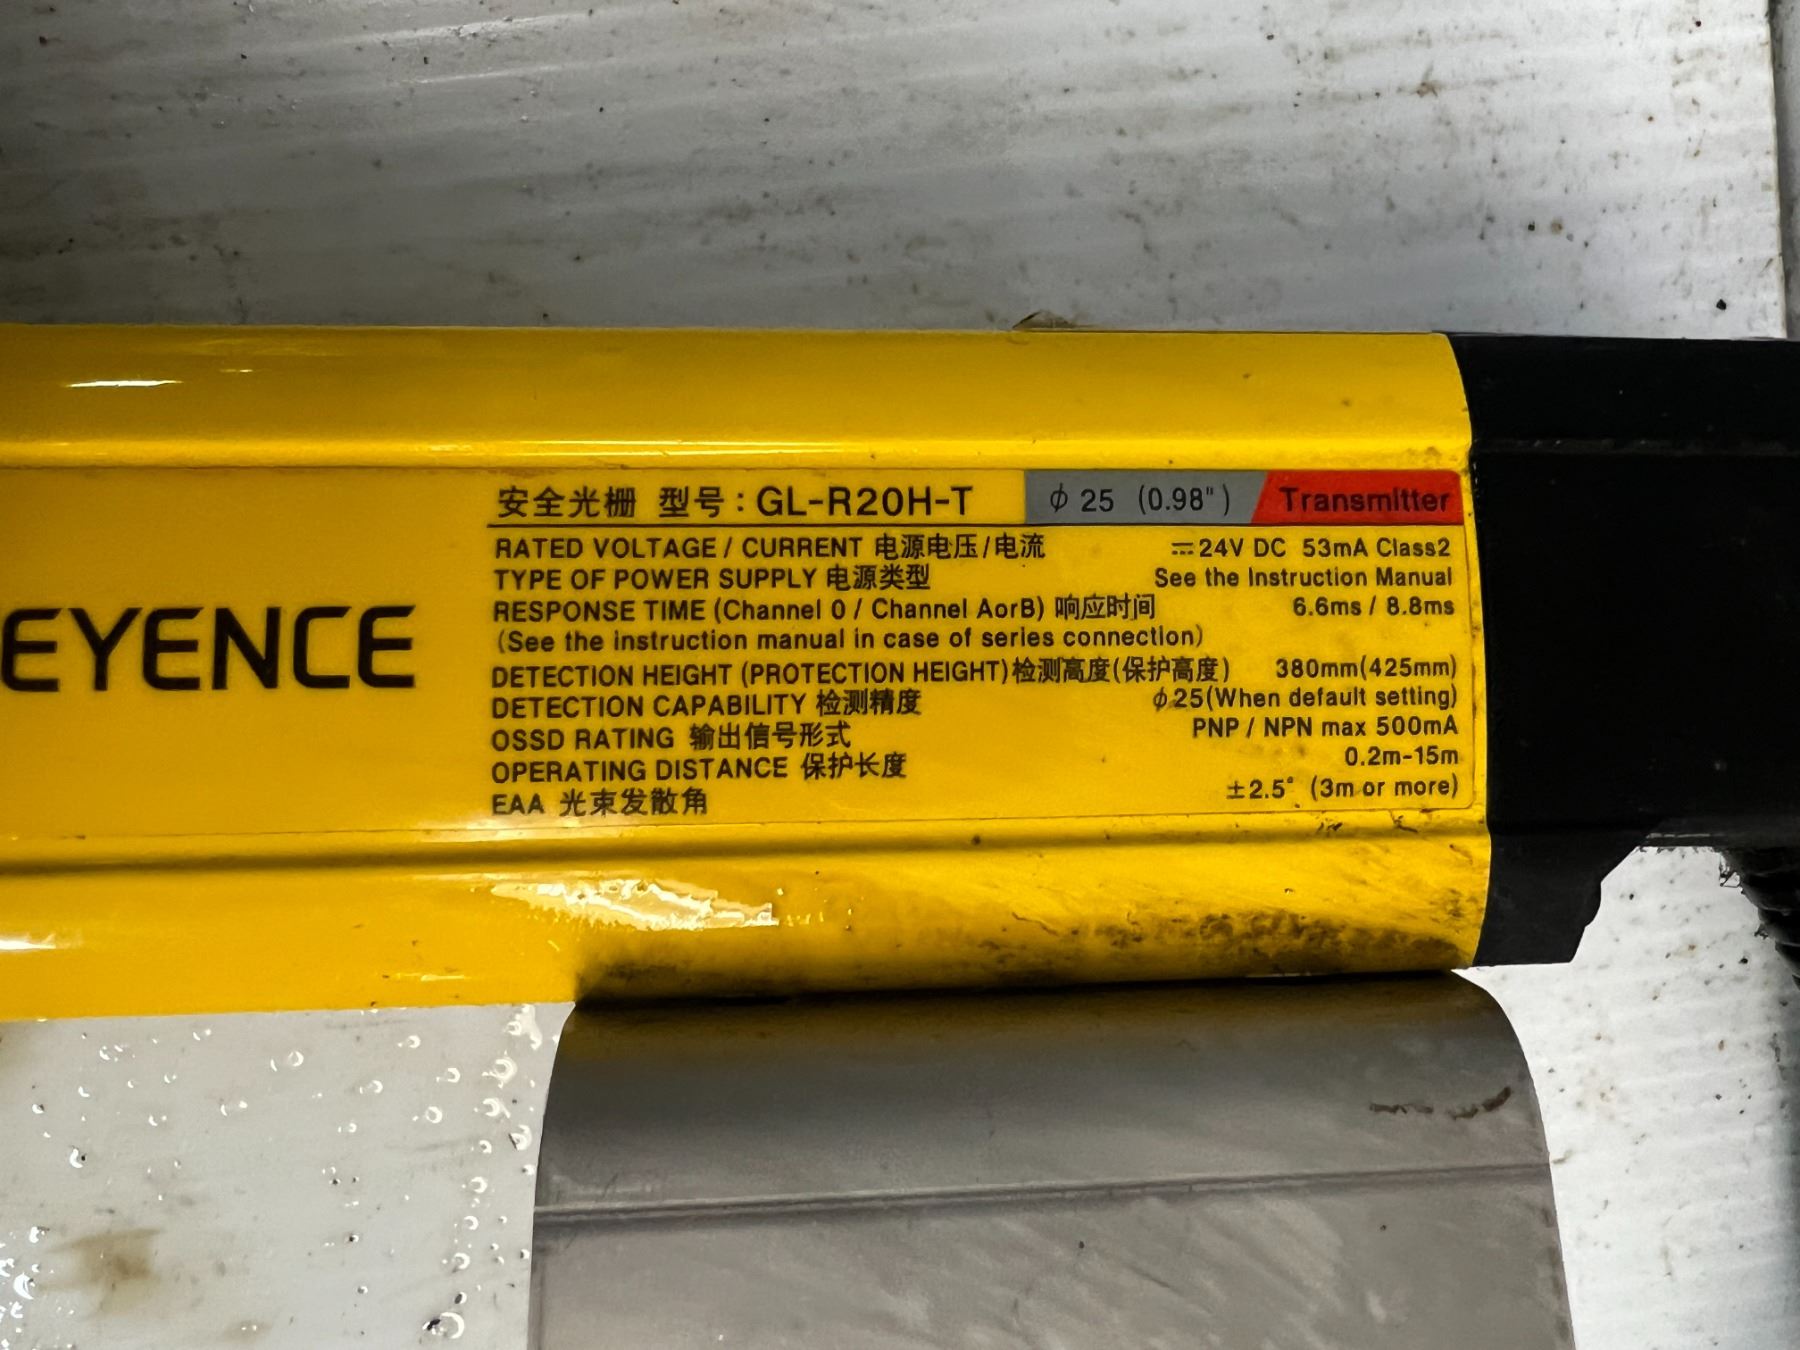 EYENCE
安全光栅 型号：GL-R20H-T ϕ 25 (0.98") Transmitter
RATED VOLTAGE / CURRENT 电源电压/电流 ⎓24V DC 53mA Class2
TYPE OF POWER SUPPLY 电源类型 See the Instruction Manual
RESPONSE TIME (Channel 0 / Channel AorB) 响应时间 6.6ms / 8.8ms
(See the instruction manual in case of series connection)
DETECTION HEIGHT (PROTECTION HEIGHT)检测高度(保护高度) 380mm(425mm)
DETECTION CAPABILITY 检测精度 ϕ25(When default setting)
OSSD RATING 输出信号形式 PNP / NPN max 500mA
OPERATING DISTANCE 保护长度 0.2m-15m
EAA 光束发散角 ±2.5° (3m or more)